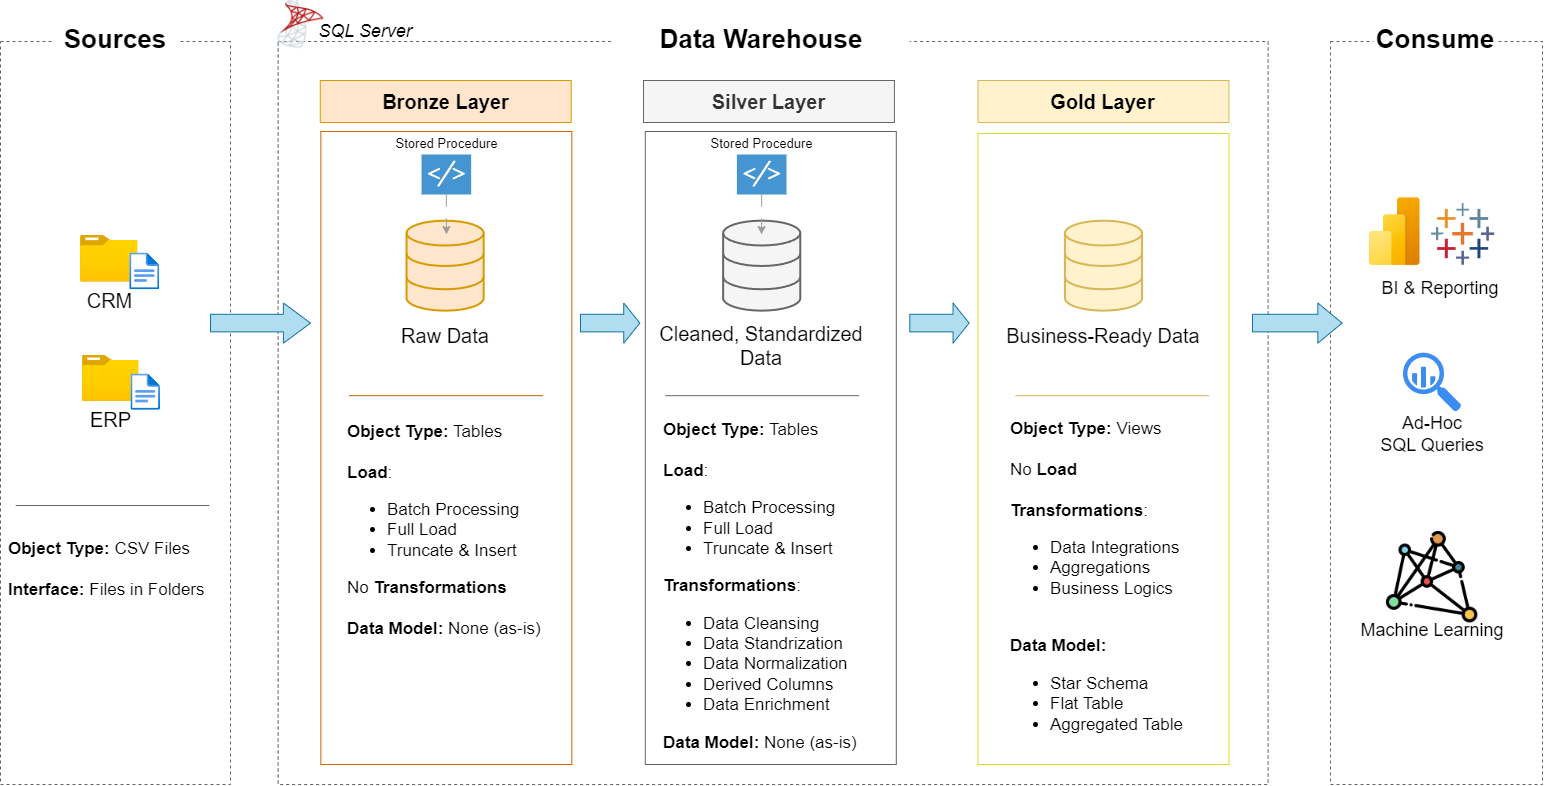 Sources
CRM
ERP
Object Type: CSV Files
Interface: Files in Folders
SQL Server
Data Warehouse
Bronze Layer
Stored Procedure
</>
Raw Data
Object Type: Tables
Load:
• Batch Processing
• Full Load
• Truncate & Insert
No Transformations
Data Model: None (as-is)
Silver Layer
Stored Procedure
</>
Cleaned, Standardized
Data
Object Type: Tables
Load:
• Batch Processing
• Full Load
• Truncate & Insert
Transformations:
• Data Cleansing
• Data Standrization
• Data Normalization
• Derived Columns
• Data Enrichment
Data Model: None (as-is)
Gold Layer
Business-Ready Data
Object Type: Views
No Load
Transformations:
• Data Integrations
• Aggregations
• Business Logics
Data Model:
• Star Schema
• Flat Table
• Aggregated Table
Consume
BI & Reporting
Ad-Hoc
SQL Queries
Machine Learning